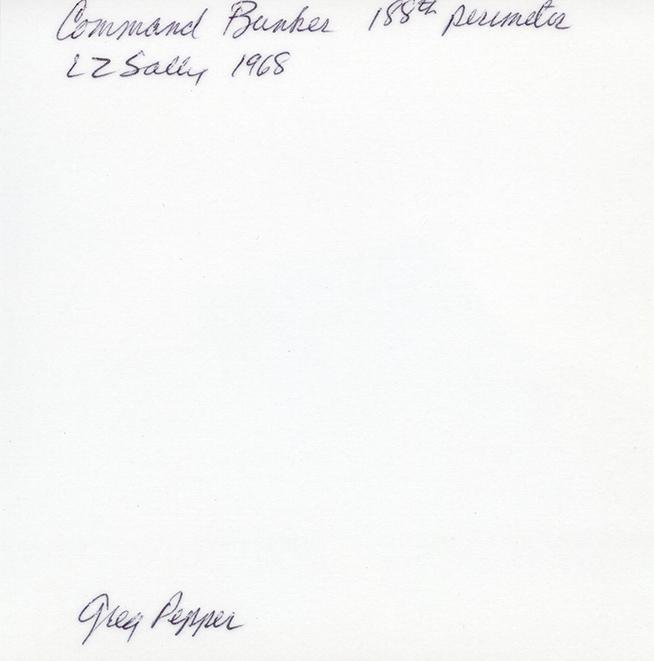 Command Bunker 188th perimeter
LZ Sally 1968
Greg Pepper